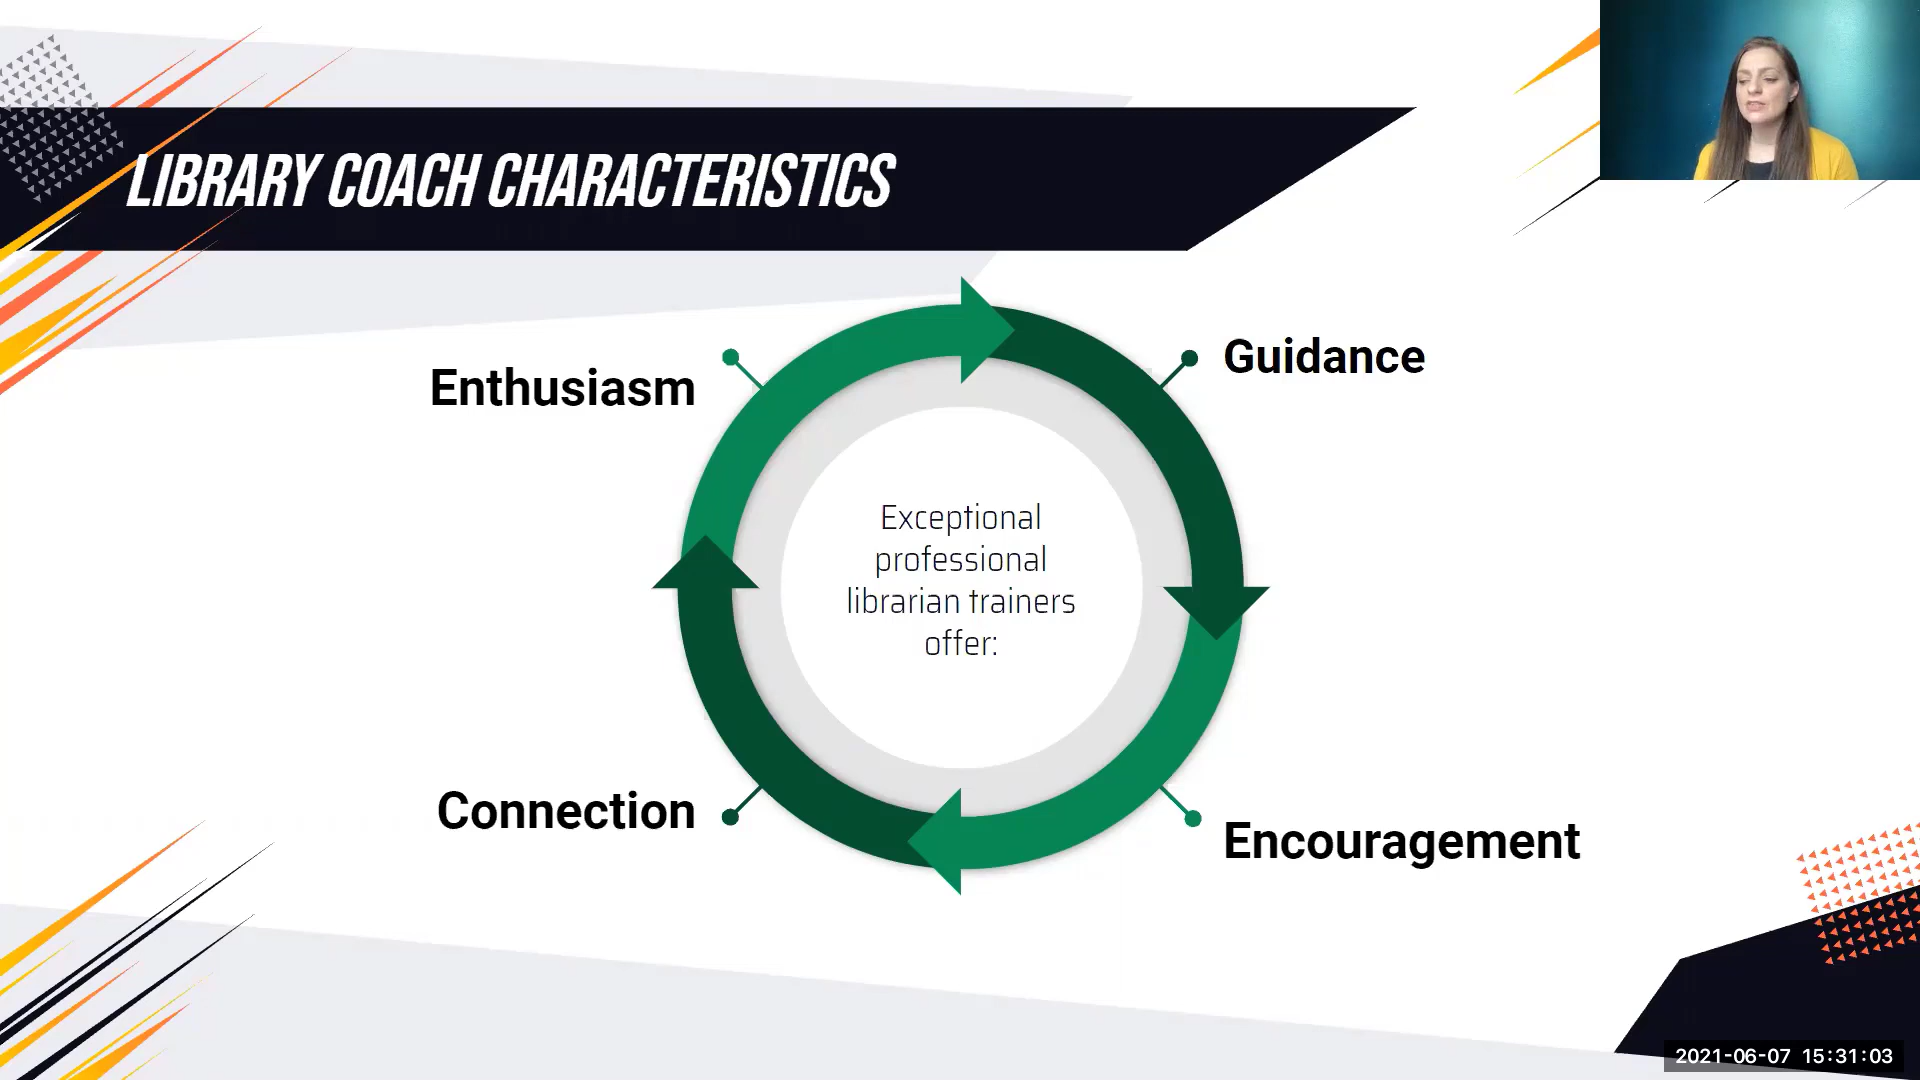 LIBRARY COACH CHARACTERISTICS
Enthusiasm
Guidance
Exceptional
professional
librarian trainers
offer:
Connection
Encouragement
2021-06-07 15:31:03